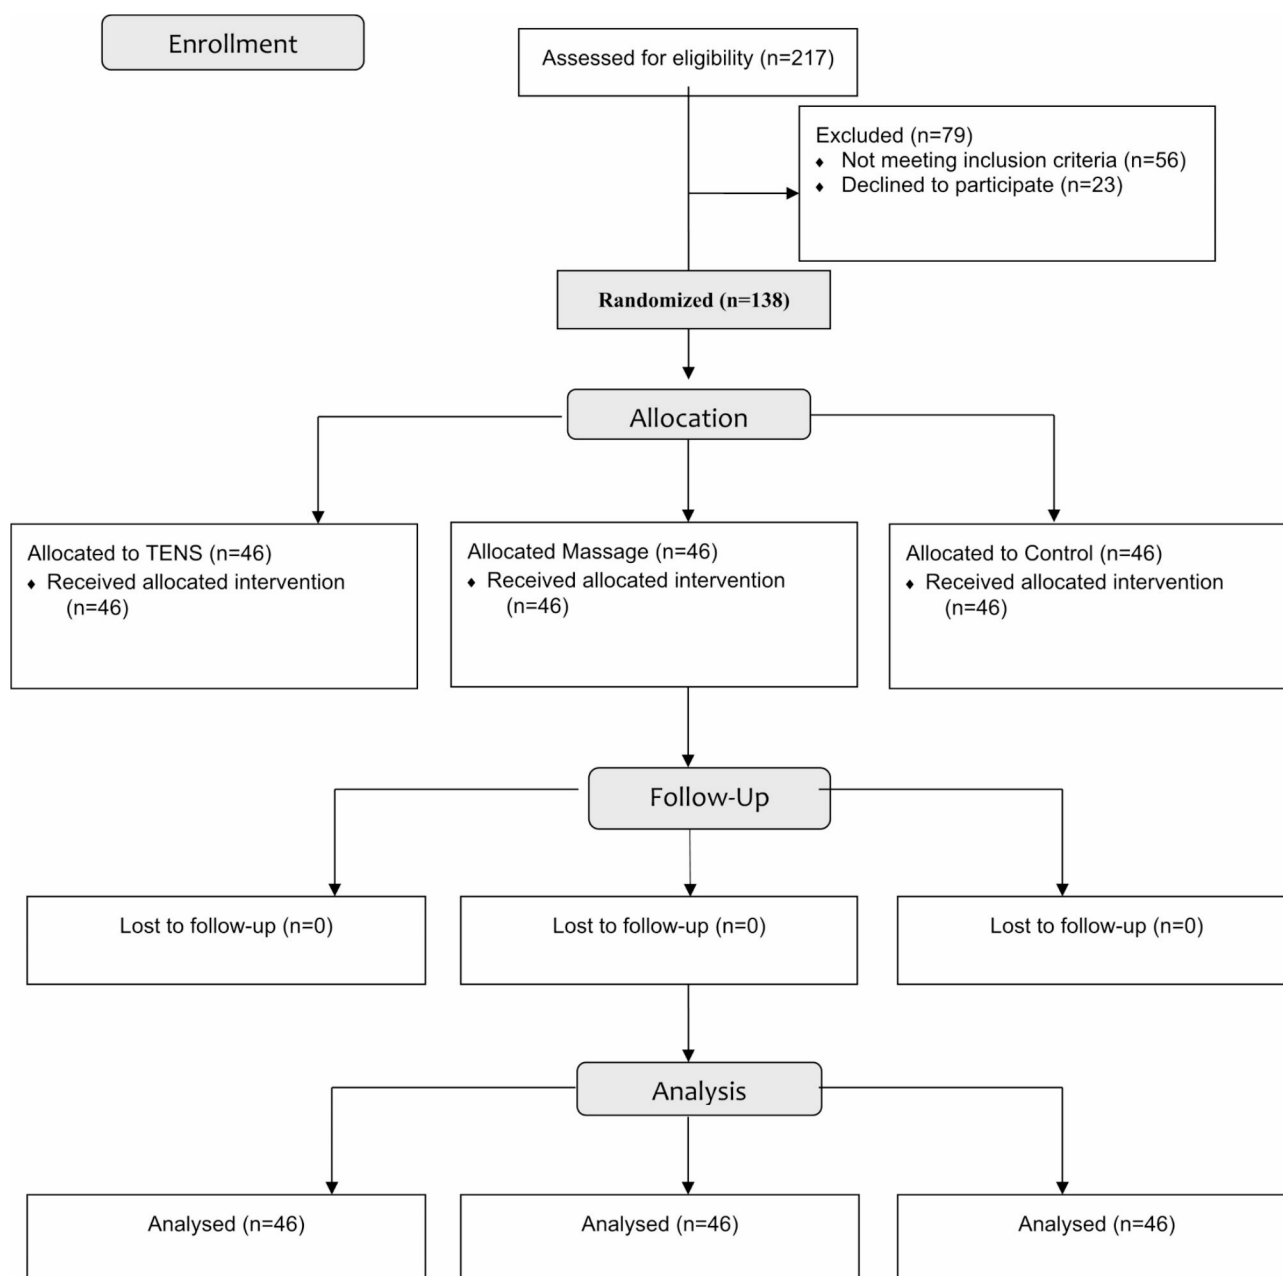 Enrollment
Assessed for eligibility (n=217)
Excluded (n=79)
♦ Not meeting inclusion criteria (n=56)
♦ Declined to participate (n=23)
Randomized (n=138)
Allocation
Allocated to TENS (n=46)
♦ Received allocated intervention
(n=46)
Allocated Massage (n=46)
♦ Received allocated intervention
(n=46)
Allocated to Control (n=46)
♦ Received allocated intervention
(n=46)
Follow-Up
Lost to follow-up (n=0)
Lost to follow-up (n=0)
Lost to follow-up (n=0)
Analysis
Analysed (n=46)
Analysed (n=46)
Analysed (n=46)